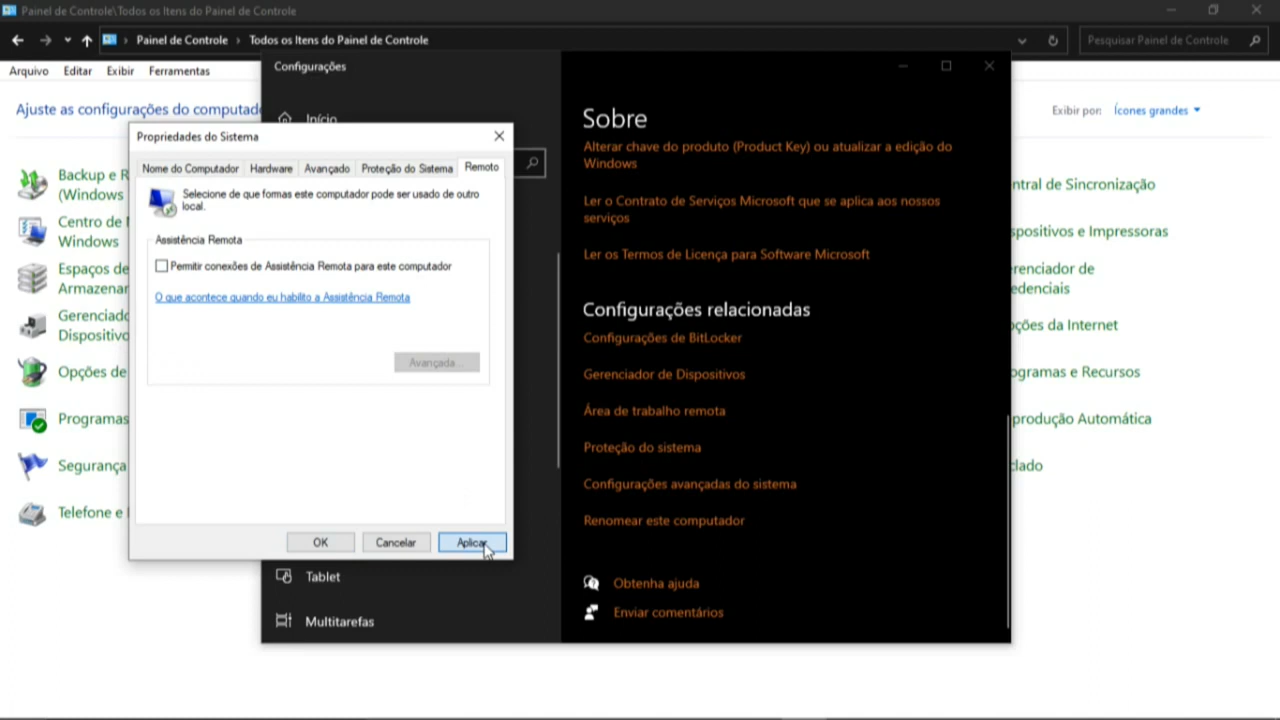 Painel de Controle\Todos os Itens do Painel de Controle
Painel de Controle › Todos os Itens do Painel de Controle
Pesquisar Painel de Controle
Arquivo Editar Exibir Ferramentas
Ajuste as configurações do computad
Exibir por: Ícones grandes
Backup e R
(Windows
Centro de
Windows
Espaços de
Armazenar
Gerenciad
Dispositivo
Opções de
Programas
Segurança
Telefone e
Configurações
Início
Tablet
Multitarefas
Propriedades do Sistema
Nome do Computador Hardware Avançado Proteção do Sistema Remoto
Selecione de que formas este computador pode ser usado de outro
local.
Assistência Remota
Permitir conexões de Assistência Remota para este computador
O que acontece quando eu habilito a Assistência Remota
Avançada...
OK Cancelar Aplicar
Sobre
Alterar chave do produto (Product Key) ou atualizar a edição do
Windows
Ler o Contrato de Serviços Microsoft que se aplica aos nossos
serviços
Ler os Termos de Licença para Software Microsoft
Configurações relacionadas
Configurações de BitLocker
Gerenciador de Dispositivos
Área de trabalho remota
Proteção do sistema
Configurações avançadas do sistema
Renomear este computador
Obtenha ajuda
Enviar comentários
ntral de Sincronização
spositivos e Impressoras
renciador de
edenciais
ções da Internet
ogramas e Recursos
produção Automática
clado